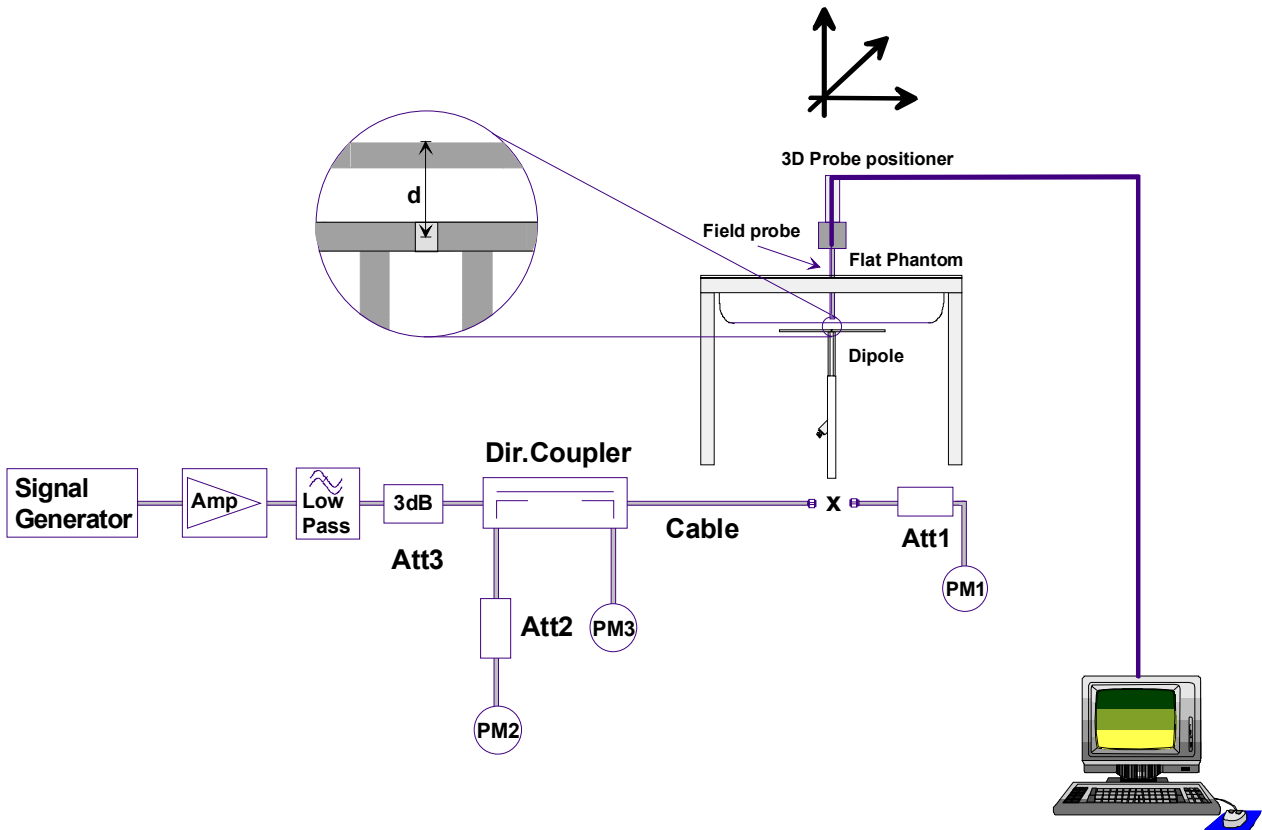 3D Probe positioner
d
Field probe
Flat Phantom
Dipole
Dir.Coupler
Signal
Generator
Amp
Low
Pass
3dB
x
Cable
Att1
Att3
PM1
Att2
PM3
PM2